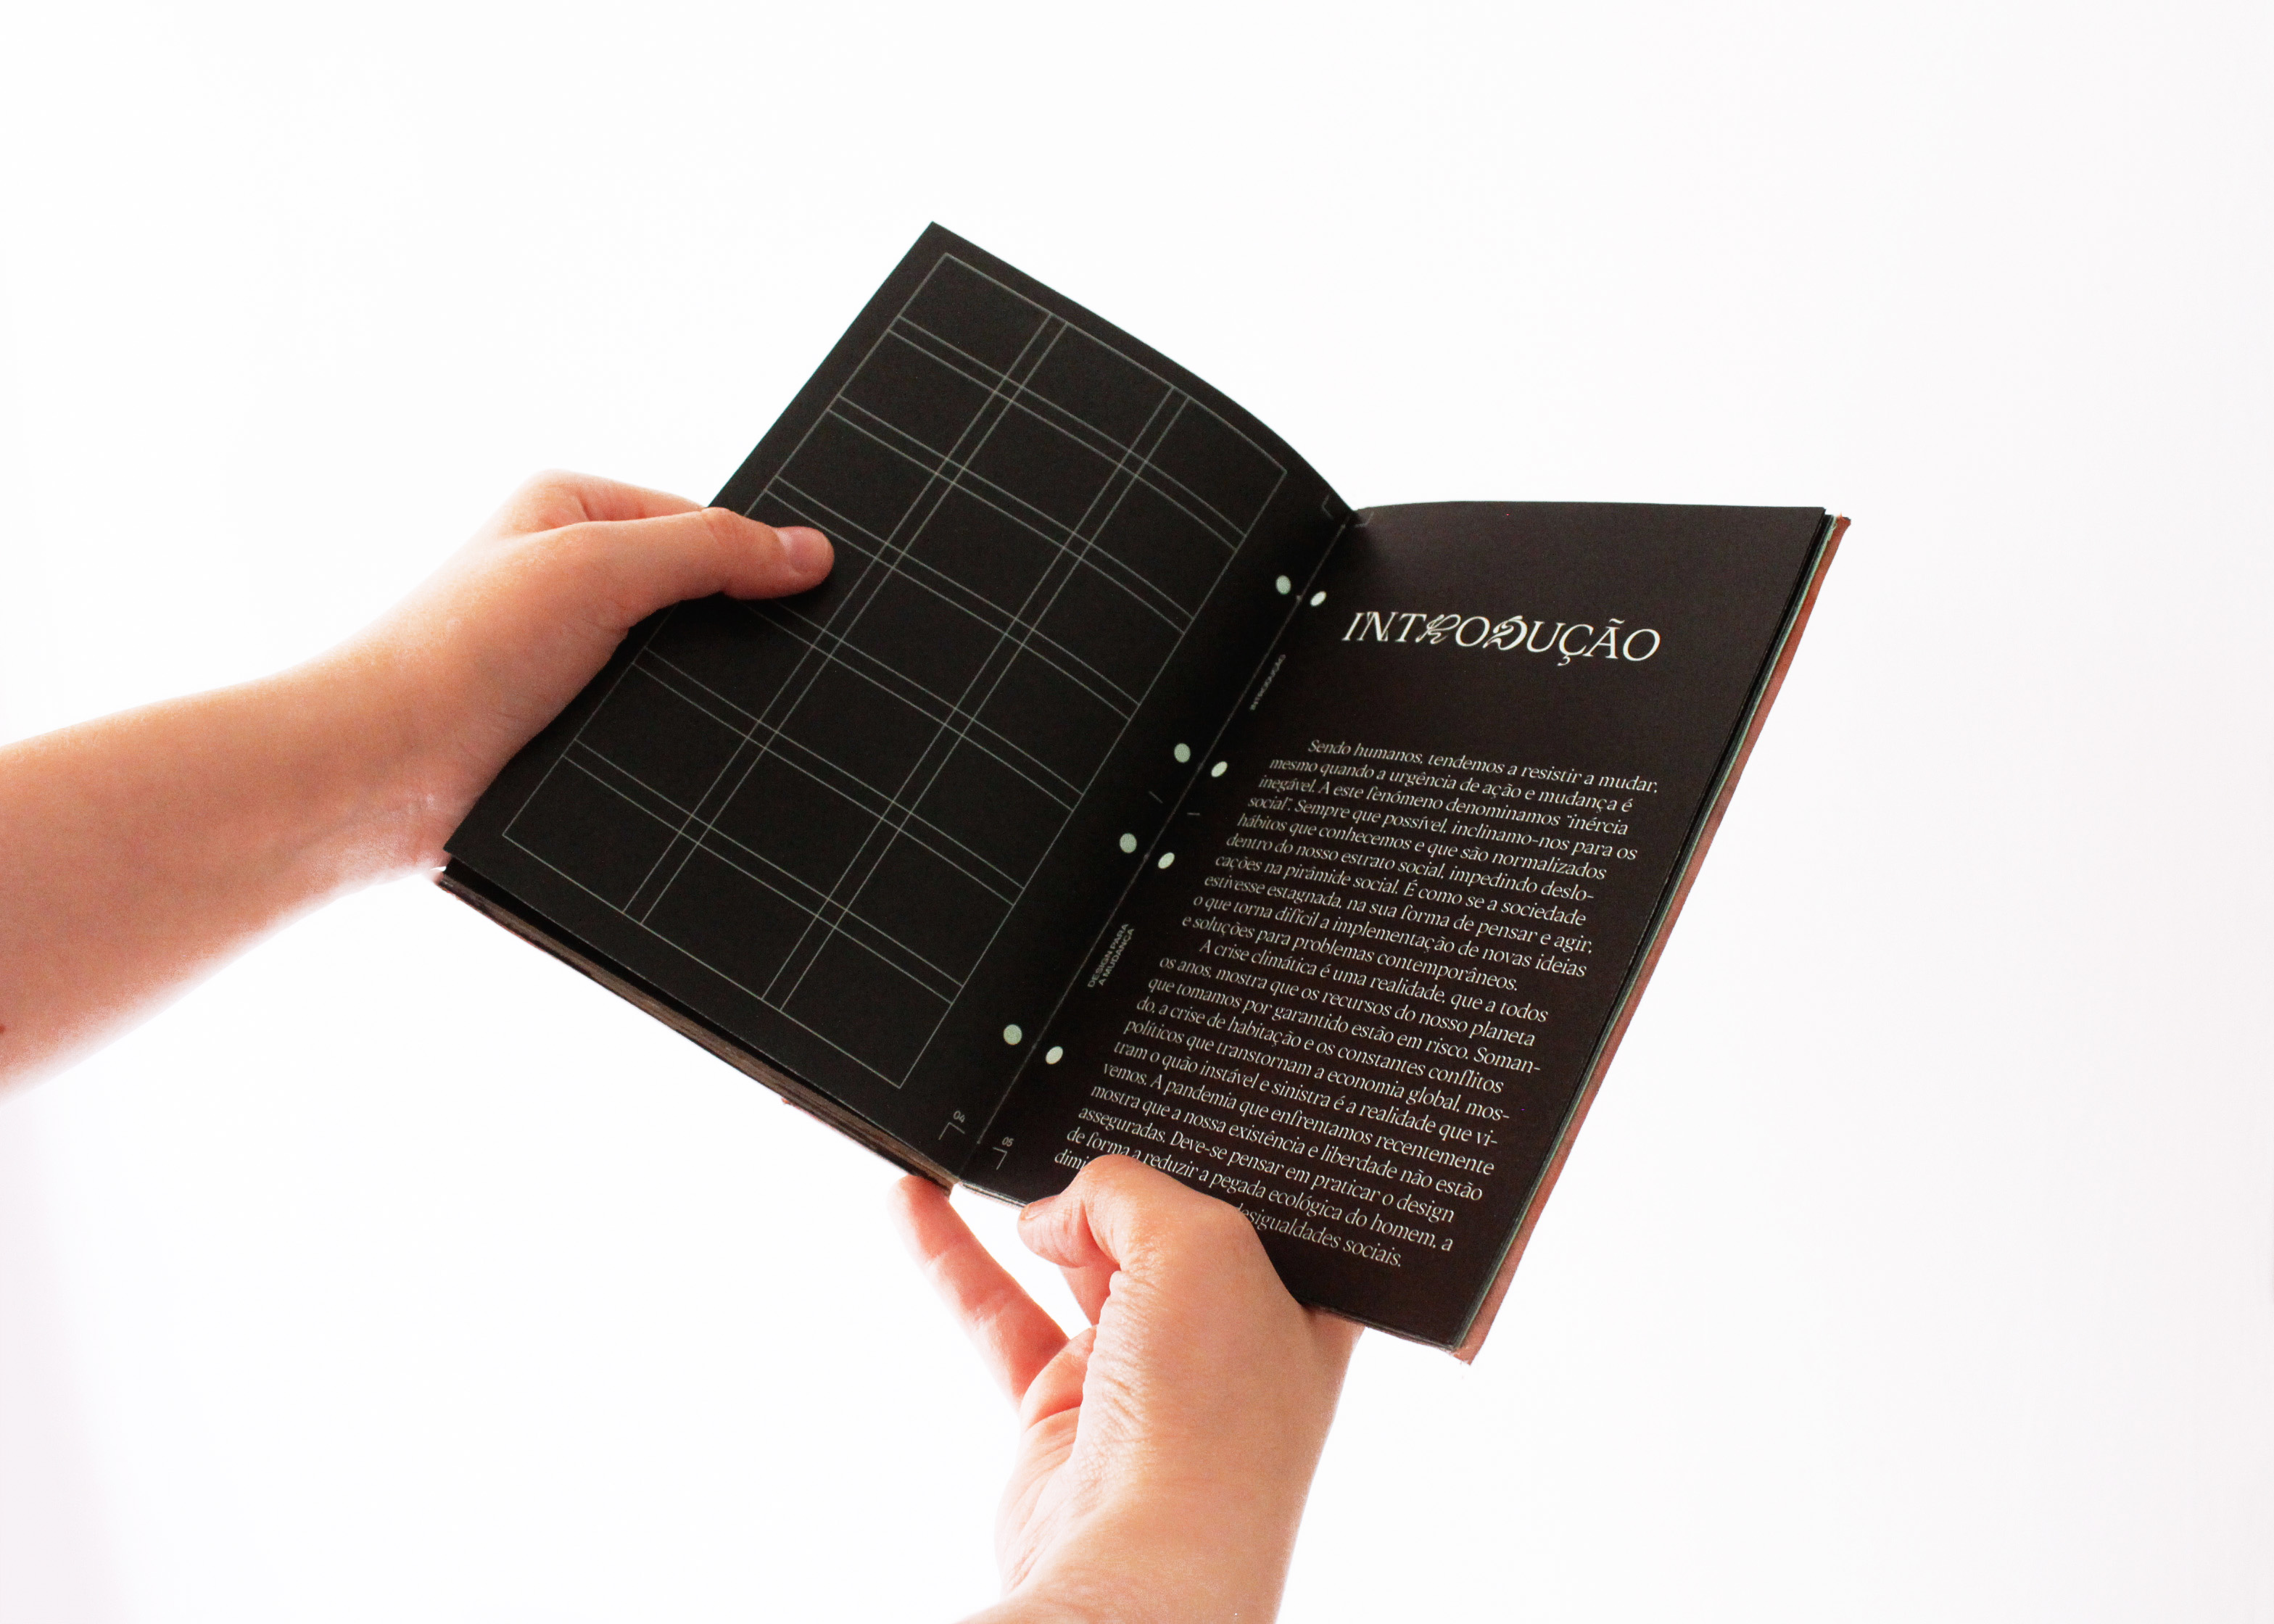 04
INTRODUÇÃO
DESIGN PARA
A MUDANÇA
05
INTRODUÇÃO
Sendo humanos, tendemos a resistir a mudar,
mesmo quando a urgência de ação e mudança é
inegável. A este fenómeno denominamos "inércia
social". Sempre que possível, inclinamo-nos para os
hábitos que conhecemos e que são normalizados
dentro do nosso estrato social, impedindo deslo-
cações na pirâmide social. É como se a sociedade
estivesse estagnada, na sua forma de pensar e agir,
o que torna difícil a implementação de novas ideias
e soluções para problemas contemporâneos.
A crise climática é uma realidade, que a todos
os anos, mostra que os recursos do nosso planeta
que tomamos por garantido estão em risco. Soman-
do, a crise de habitação e os constantes conflitos
políticos que transtornam a economia global, mos-
tram o quão instável e sinistra é a realidade que vi-
vemos. A pandemia que enfrentamos recentemente
mostra que a nossa existência e liberdade não estão
asseguradas. Deve-se pensar em praticar o design
de forma a reduzir a pegada ecológica do homem, a
desigualdades sociais.